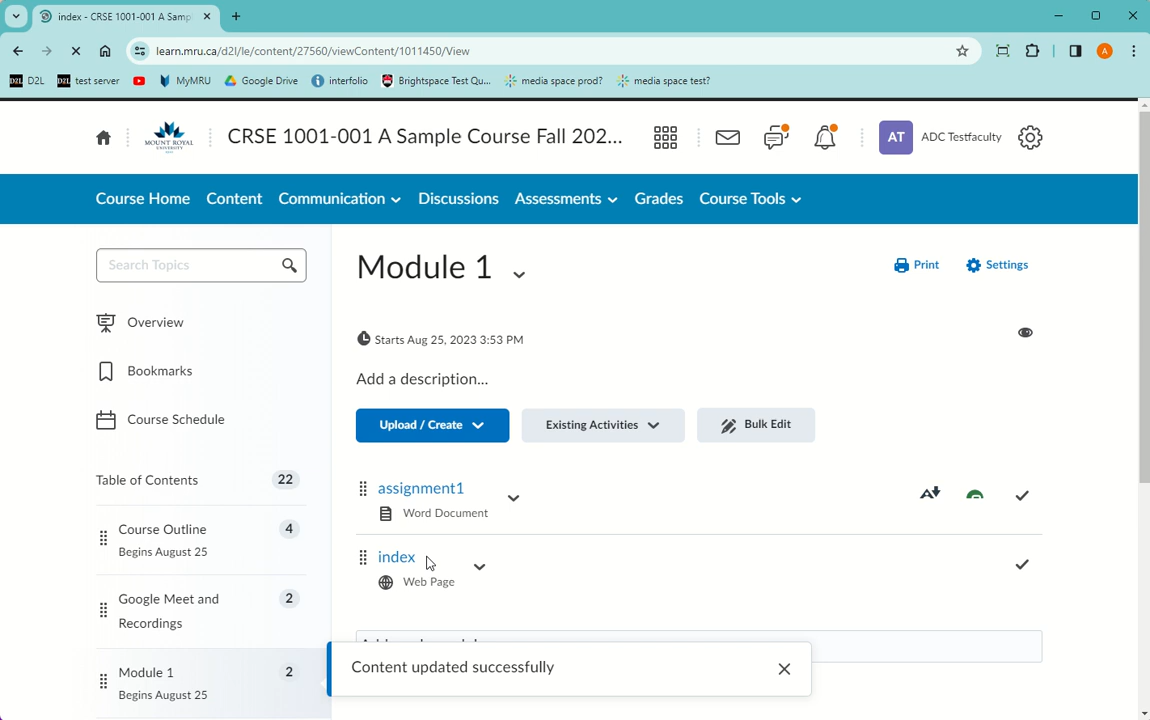 index - CRSE 1001-001 A Samp
learn.mru.ca/d2l/le/content/27560/viewContent/1011450/View
A
D2L D2L
D2L test server
MyMRU
Google Drive
interfolio
Brightspace Test Qu...
media space prod?
media space test?
MOUNT ROYAL
UNIVERSITY
CRSE 1001-001 A Sample Course Fall 202...
AT
ADC Testfaculty
Course Home
Content
Communication
Discussions
Assessments
Grades
Course Tools
Search Topics
Overview
Bookmarks
Course Schedule
Table of Contents 22
Course Outline 4
Begins August 25
Google Meet and 2
Recordings
Module 1 2
Begins August 25
Module 1
Print
Settings
Starts Aug 25, 2023 3:53 PM
Add a description...
Upload / Create
Existing Activities
Bulk Edit
assignment1
Word Document
index
Web Page
Content updated successfully